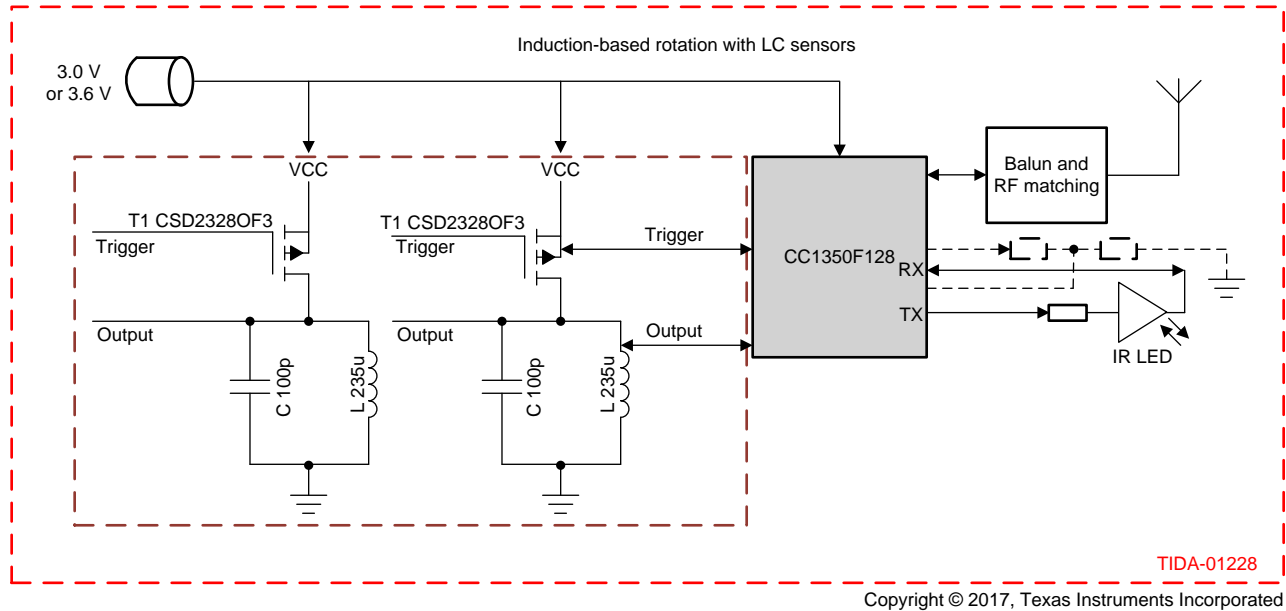 Induction-based rotation with LC sensors
3.0 V
or 3.6 V
VCC
VCC
Balun and
RF matching
T1 CSD2328OF3
Trigger
T1 CSD2328OF3
Trigger
Trigger
CC1350F128
RX
TX
IR LED
Output
Output
Output
C 100p
L 235u
C 100p
L 235u
TIDA-01228
Copyright © 2017, Texas Instruments Incorporated